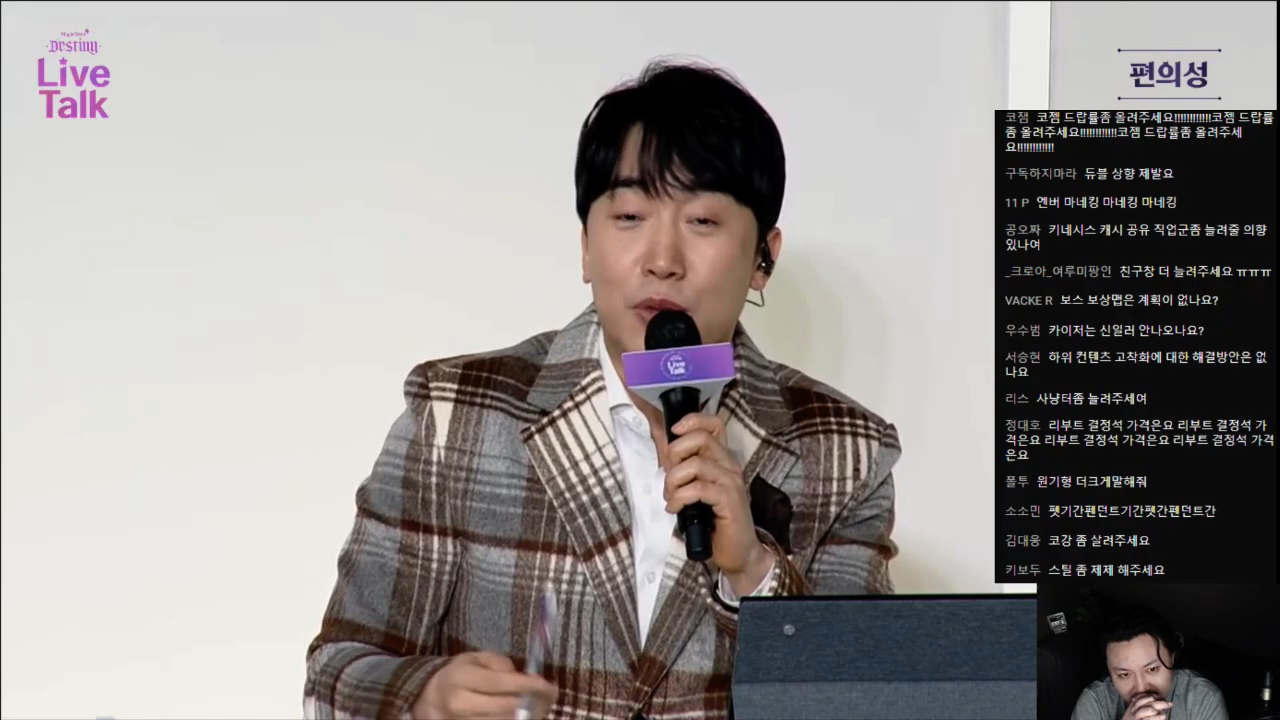 Destiny
Live
Talk
편의성
Live
Talk
코잼 코젬 드랍률좀 올려주세요!!!!!!!!!!!!!코젬 드랍률
좀 올려주세요!!!!!!!!!!!!!코젬 드랍률좀 올려주세
요!!!!!!!!!!!!!
구독하지마라 듀블 상향 제발요
11 P 엔버 마네킹 마네킹 마네킹
공오짜 키네시스 캐시 공유 직업군좀 늘려줄 의향
있나여
_크로아_여루미팡인 친구창 더 늘려주세요 ㅠㅠㅠ
VACKE R 보스 보상맵은 계획이 없나요?
우수범 카이저는 신일러 안나오나요?
서승현 하위 컨텐츠 고착화에 대한 해결방안은 없
나요
리스 사냥터좀 늘려주세여
정대호 리부트 결정석 가격은요 리부트 결정석 가
격은요 리부트 결정석 가격은요 리부트 결정석 가격
은요
폴투 원기형 더크게말해줘
소소민 펫기간펜던트기간펫간펜던트간
김대웅 코강 좀 살려주세요
키보두 스틸 좀 제제 해주세요